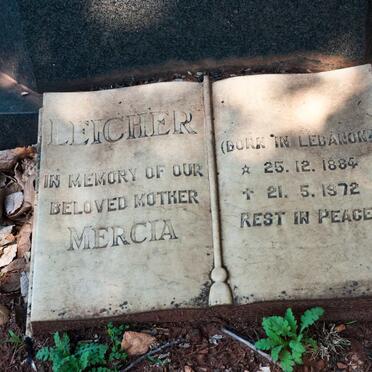 LEICHER
IN MEMORY OF OUR
BELOVED MOTHER
MERCIA
(BORN IN LEBANON)
☆ 25. 12. 1884
✝ 21. 5. 1972
REST IN PEACE